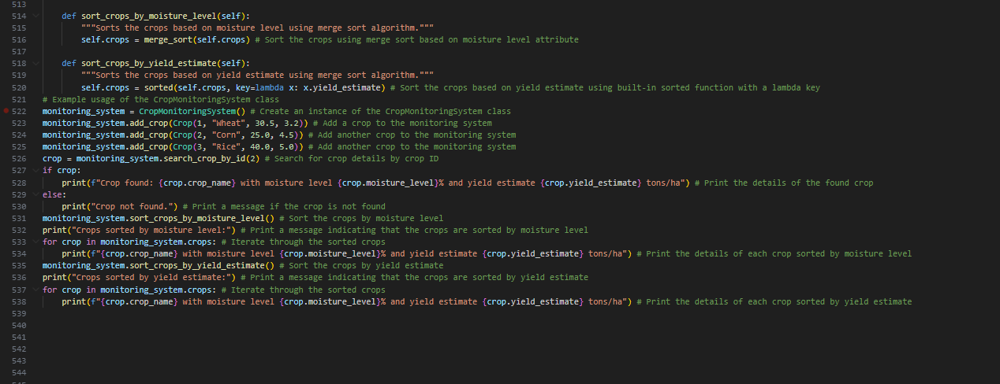 513
514 def sort_crops_by_moisture_level(self):
515 """Sorts the crops based on moisture level using merge sort algorithm."""
516 self.crops = merge_sort(self.crops) # Sort the crops using merge sort based on moisture level attribute
517
518 def sort_crops_by_yield_estimate(self):
519 """Sorts the crops based on yield estimate using merge sort algorithm."""
520 self.crops = sorted(self.crops, key=lambda x: x.yield_estimate) # Sort the crops based on yield estimate using built-in sorted function with a lambda key
521 # Example usage of the CropMonitoringSystem class
522 monitoring_system = CropMonitoringSystem() # Create an instance of the CropMonitoringSystem class
523 monitoring_system.add_crop(Crop(1, "Wheat", 30.5, 3.2)) # Add a crop to the monitoring system
524 monitoring_system.add_crop(Crop(2, "Corn", 25.0, 4.5)) # Add another crop to the monitoring system
525 monitoring_system.add_crop(Crop(3, "Rice", 40.0, 5.0)) # Add another crop to the monitoring system
526 crop = monitoring_system.search_crop_by_id(2) # Search for crop details by crop ID
527 if crop:
528 print(f"Crop found: {crop.crop_name} with moisture level {crop.moisture_level}% and yield estimate {crop.yield_estimate} tons/ha") # Print the details of the found crop
529 else:
530 print("Crop not found.") # Print a message if the crop is not found
531 monitoring_system.sort_crops_by_moisture_level() # Sort the crops by moisture level
532 print("Crops sorted by moisture level:") # Print a message indicating that the crops are sorted by moisture level
533 for crop in monitoring_system.crops: # Iterate through the sorted crops
534 print(f"{crop.crop_name} with moisture level {crop.moisture_level}% and yield estimate {crop.yield_estimate} tons/ha") # Print the details of each crop sorted by moisture level
535 monitoring_system.sort_crops_by_yield_estimate() # Sort the crops by yield estimate
536 print("Crops sorted by yield estimate:") # Print a message indicating that the crops are sorted by yield estimate
537 for crop in monitoring_system.crops: # Iterate through the sorted crops
538 print(f"{crop.crop_name} with moisture level {crop.moisture_level}% and yield estimate {crop.yield_estimate} tons/ha") # Print the details of each crop sorted by yield estimate
539
540
541
542
543
544